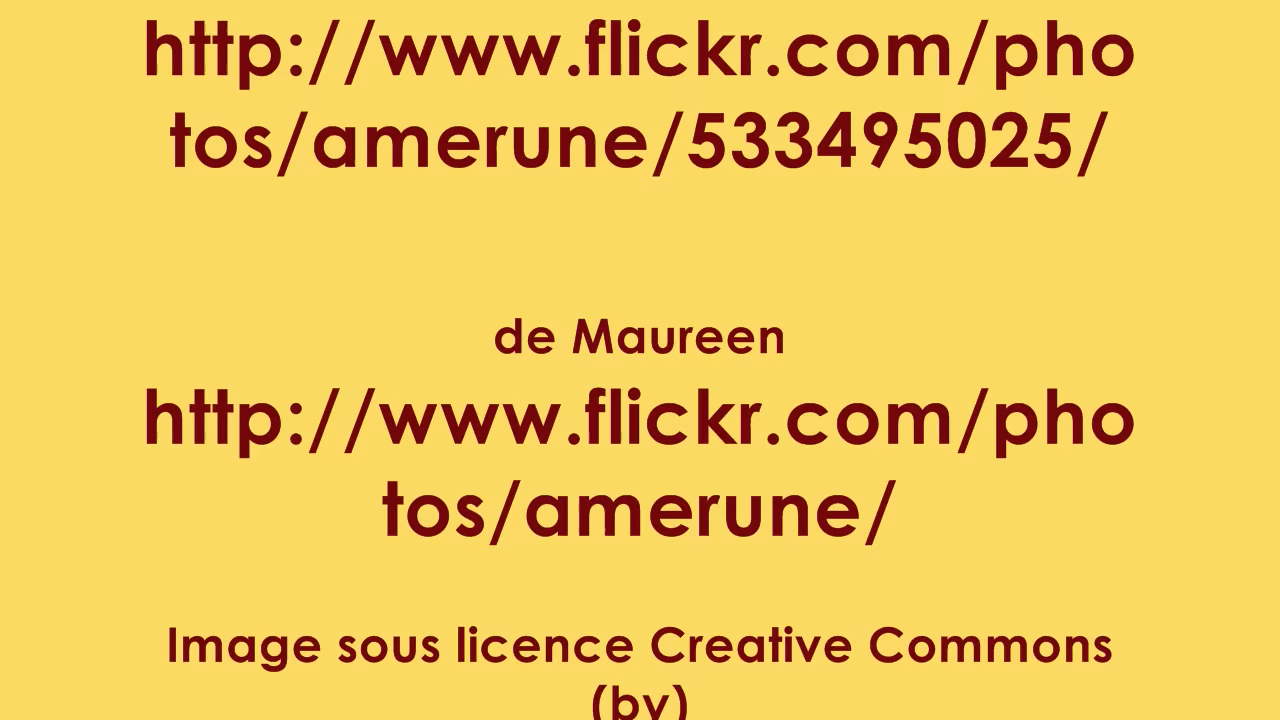 http://www.flickr.com/pho
tos/amerune/533495025/
de Maureen
http://www.flickr.com/pho
tos/amerune/
Image sous licence Creative Commons
(by)